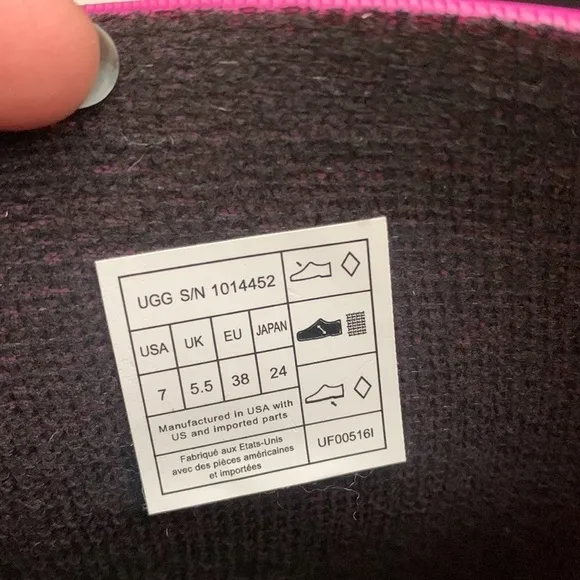 UGG S/N 1014452
USA UK EU JAPAN
7 5.5 38 24
Manufactured in USA with
US and imported parts
Fabriqué aux Etats-Unis
avec des pièces américaines
et importées
UF00516I